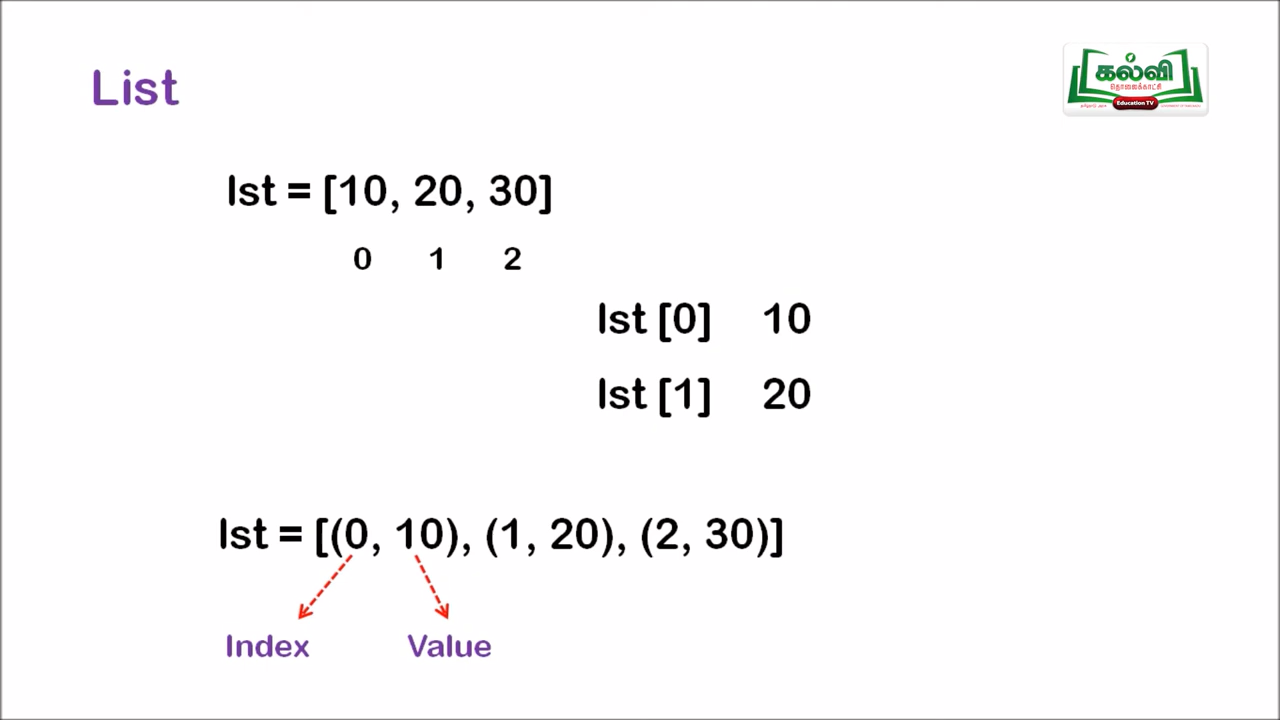 List
கல்வி
தொலைக்காட்சி
Education TV
lst = [10, 20, 30]
0 1 2
lst [0] 10
lst [1] 20
lst = [(0, 10), (1, 20), (2, 30)]
Index Value